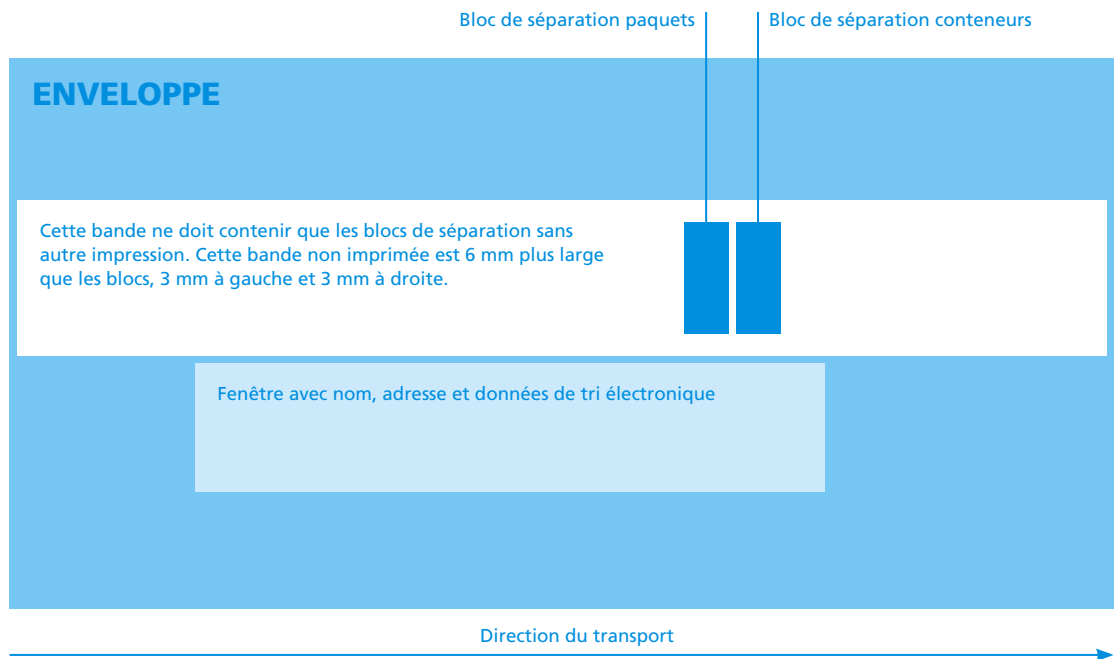 Bloc de séparation paquets
Bloc de séparation conteneurs
ENVELOPPE
Cette bande ne doit contenir que les blocs de séparation sans
autre impression. Cette bande non imprimée est 6 mm plus large
que les blocs, 3 mm à gauche et 3 mm à droite.
Fenêtre avec nom, adresse et données de tri électronique
Direction du transport